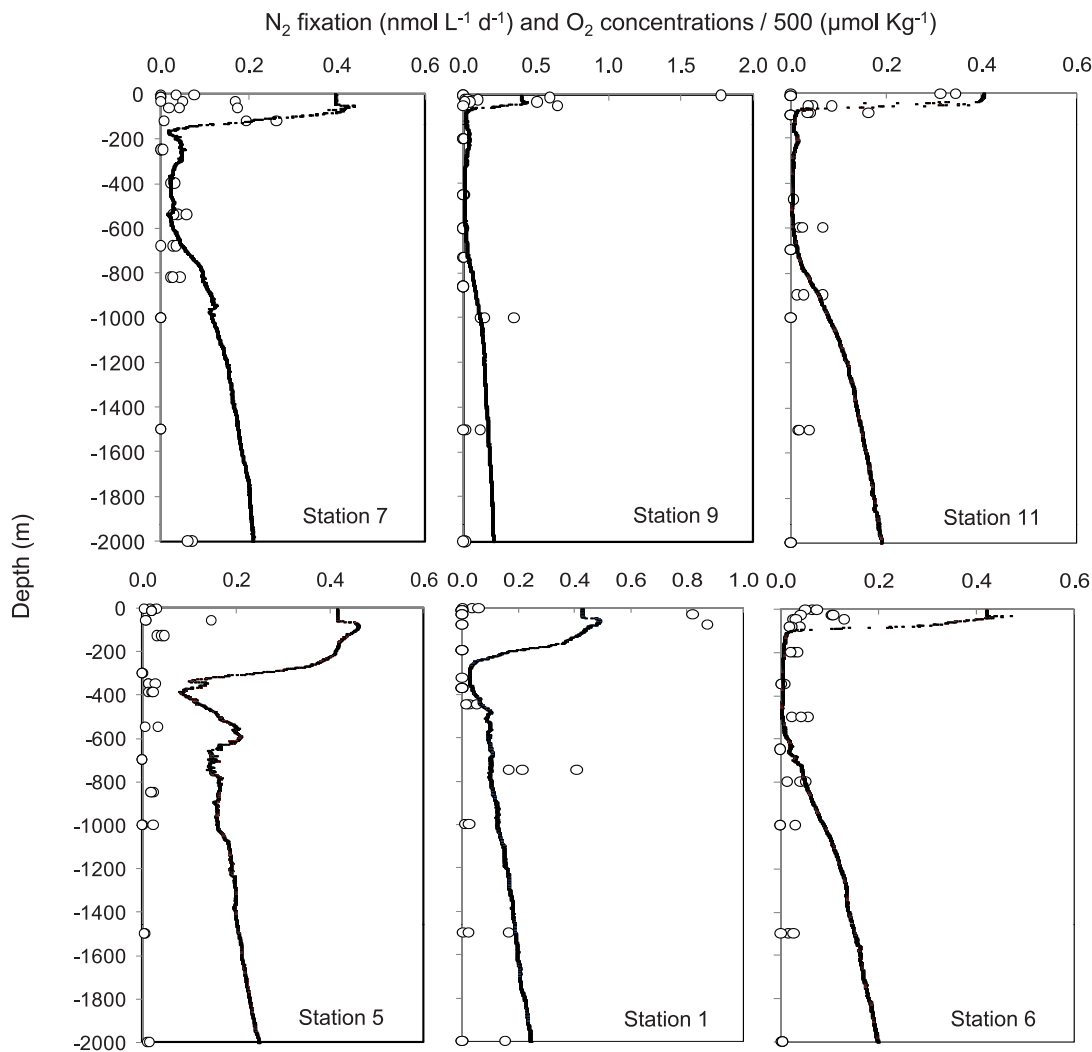 N₂ fixation (nmol L⁻¹ d⁻¹) and O₂ concentrations / 500 (µmol Kg⁻¹)
0.0 0.2 0.4 0.6
0.0 0.5 1.0 1.5 2.0
0.0 0.2 0.4 0.6
0
-200
-400
-600
-800
-1000
-1200
-1400
-1600
-1800
-2000
Station 7
Station 9
Station 11
Depth (m)
0.0 0.2 0.4 0.6
0.0 0.2 0.4 0.6 0.8 1.0
0.0 0.2 0.4 0.6
0
-200
-400
-600
-800
-1000
-1200
-1400
-1600
-1800
-2000
Station 5
Station 1
Station 6